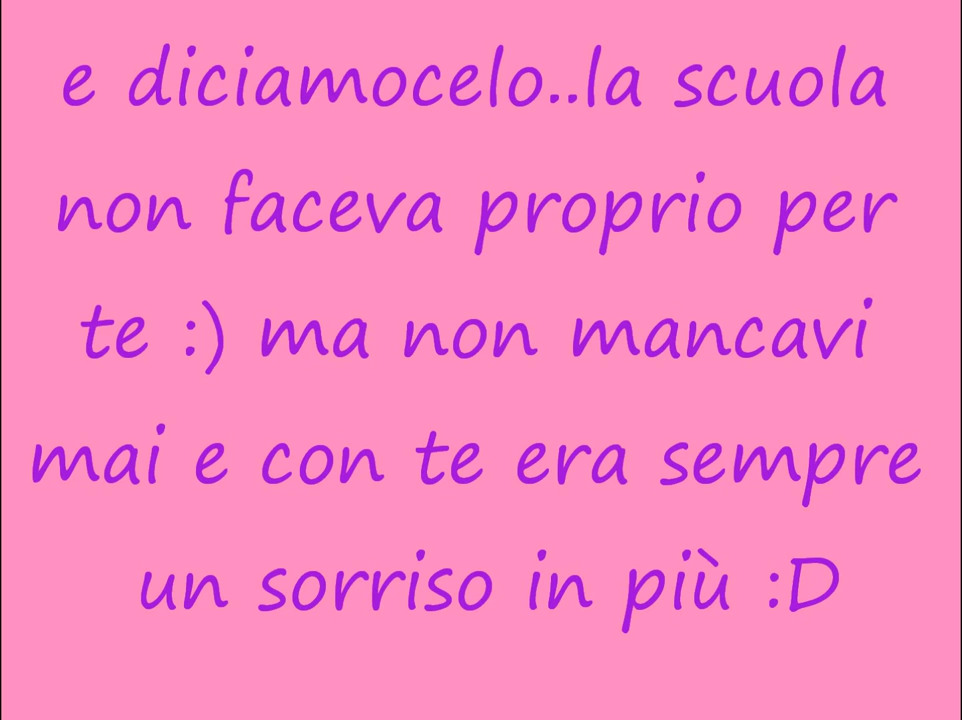 e diciamocelo..la scuola
non faceva proprio per
te :) ma non mancavi
mai e con te era sempre
un sorriso in più :D